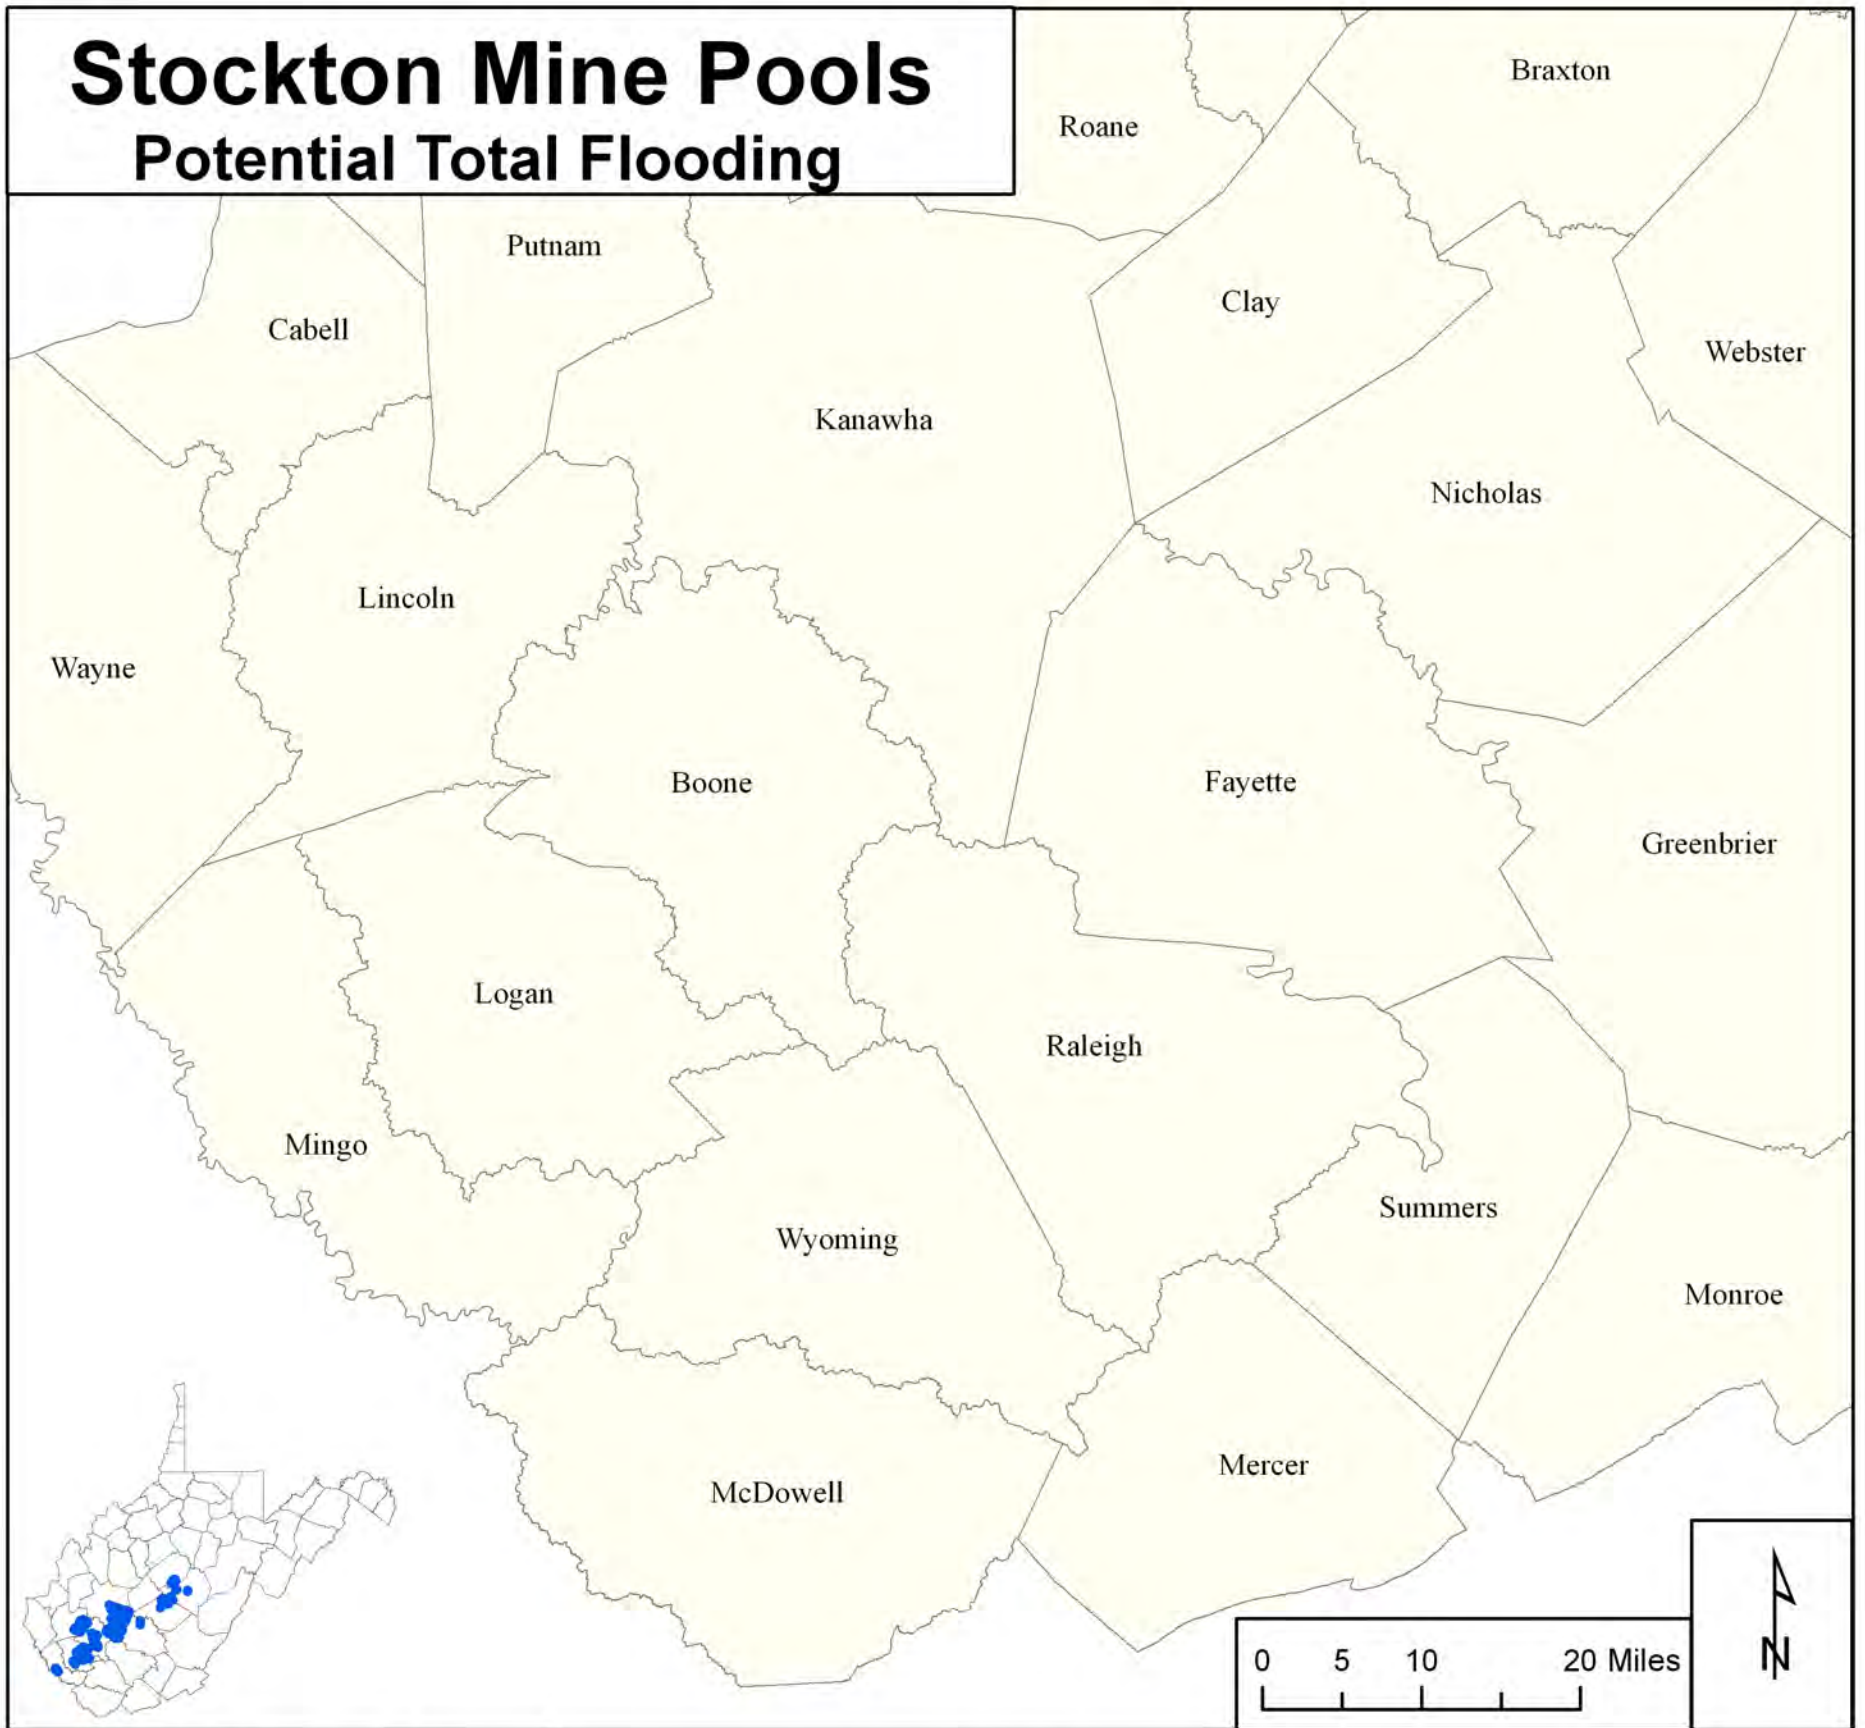 Stockton Mine Pools
Potential Total Flooding
Braxton
Roane
Putnam
Clay
Cabell
Webster
Kanawha
Nicholas
Lincoln
Wayne
Boone
Fayette
Greenbrier
Logan
Raleigh
Mingo
Summers
Wyoming
Monroe
Mercer
McDowell
0 5 10 20 Miles
N